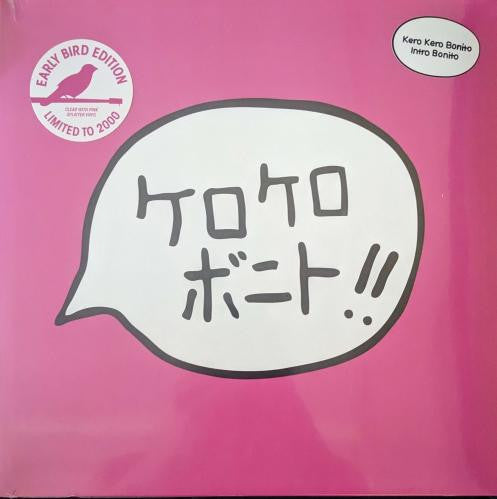 EARLY BIRD EDITION
CLEAR WITH PINK
SPLATTER VINYL
LIMITED TO 2000
Kero Kero Bonito
Intro Bonito
ケロケロ
ボニト!!